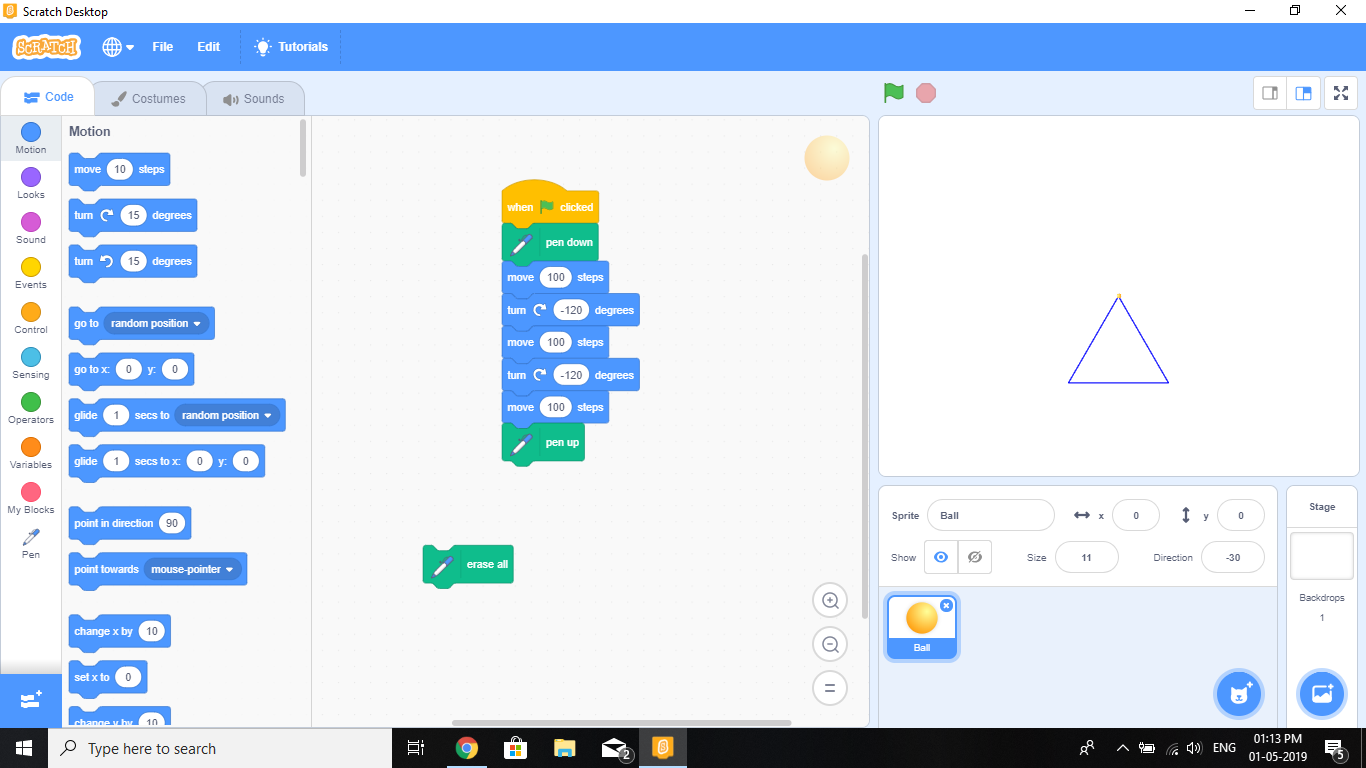 Scratch Desktop
SCRATCH
File
Edit
Tutorials
Code
Costumes
Sounds
Motion
Looks
Sound
Events
Control
Sensing
Operators
Variables
My Blocks
Pen
Motion
move 10 steps
turn 15 degrees
turn 15 degrees
go to random position
go to x: 0 y: 0
glide 1 secs to random position
glide 1 secs to x: 0 y: 0
point in direction 90
point towards mouse-pointer
change x by 10
set x to 0
change y by 10
when clicked
pen down
move 100 steps
turn -120 degrees
move 100 steps
turn -120 degrees
move 100 steps
pen up
erase all
Sprite Ball x 0 y 0
Show Size 11 Direction -30
Ball
Stage
Backdrops
1
Type here to search
2
ENG
01:13 PM
01-05-2019
5